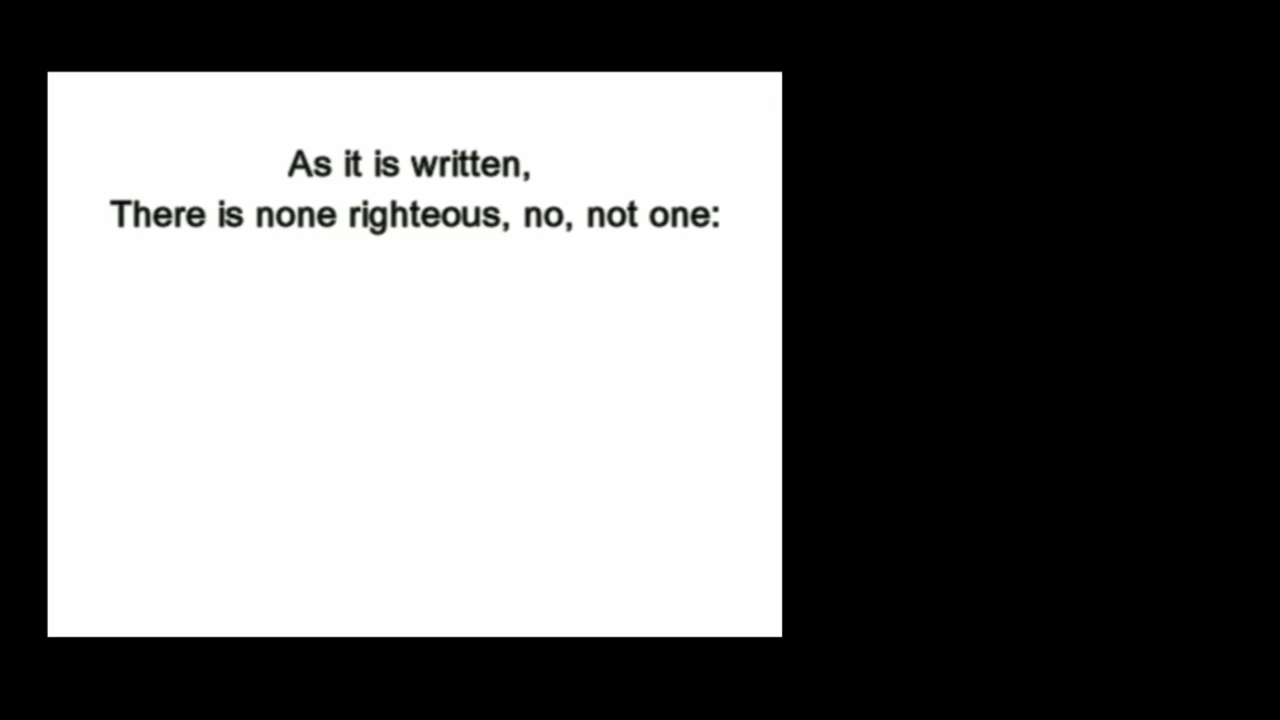 As it is written,
There is none righteous, no, not one: